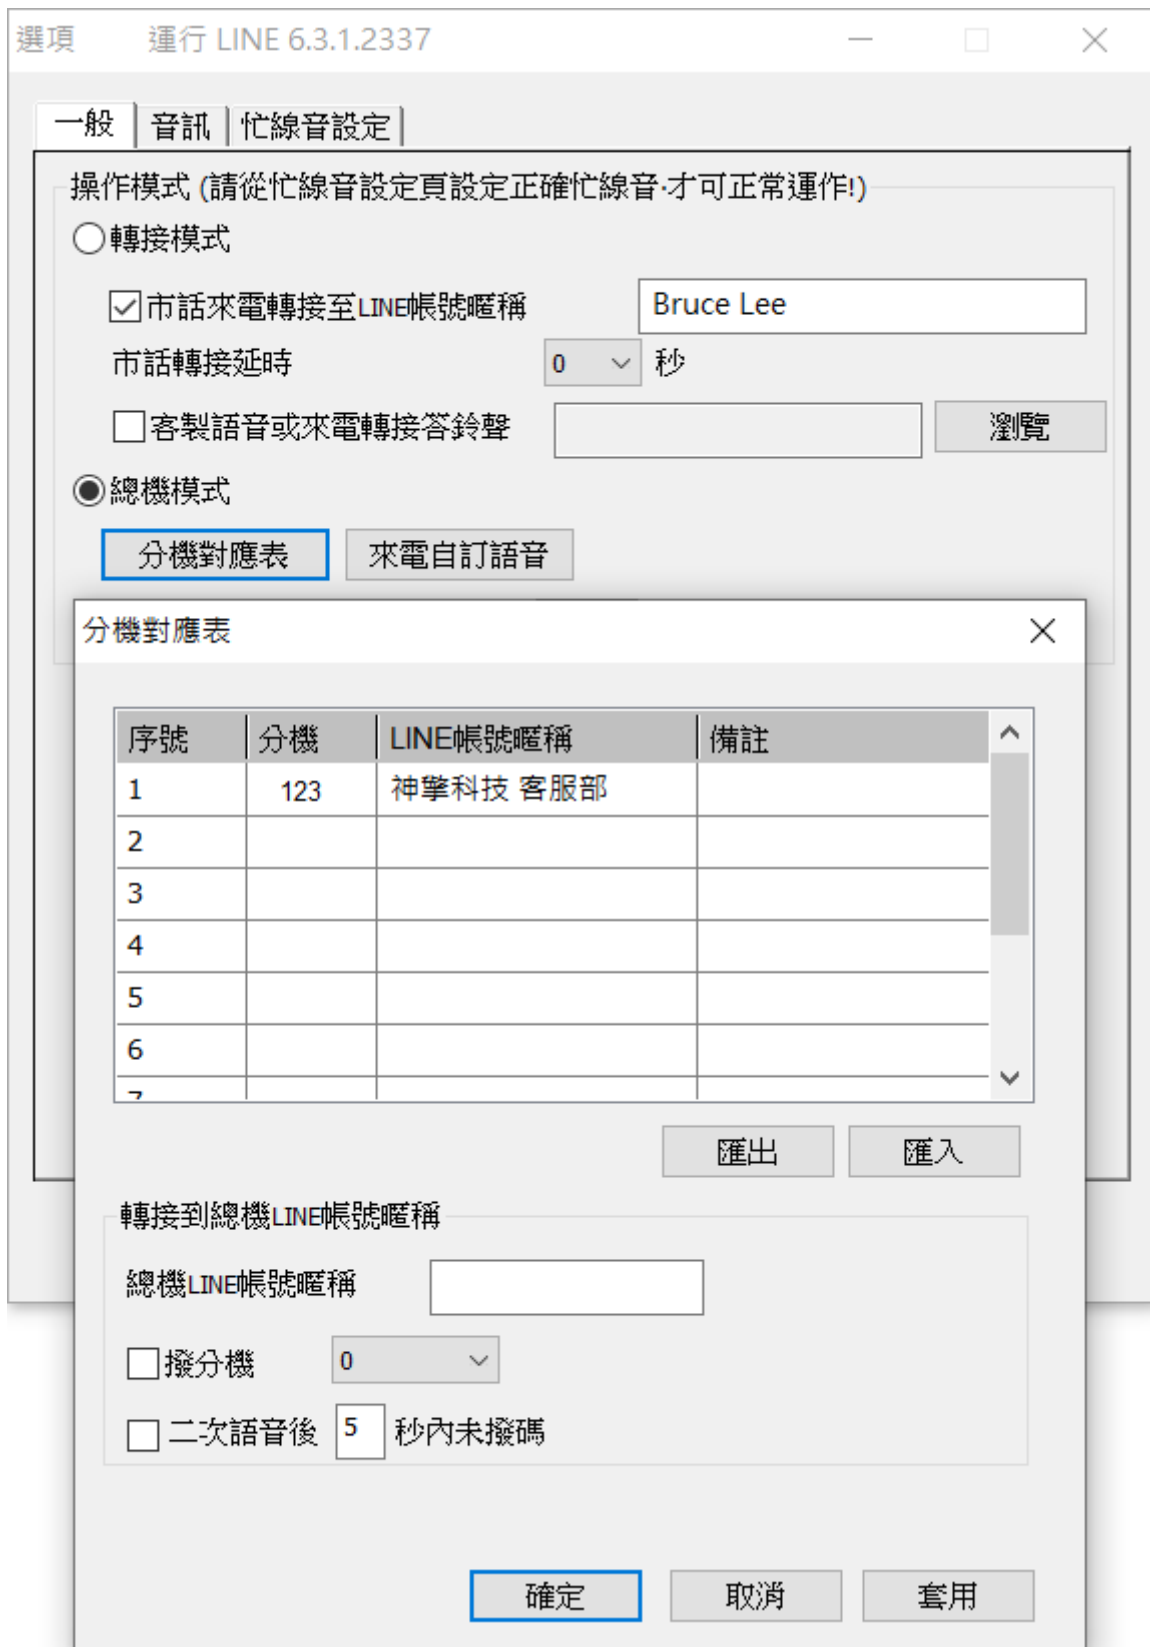 選項 運行 LINE 6.3.1.2337
一般 音訊 忙線音設定
操作模式 (請從忙線音設定頁設定正確忙線音‧才可正常運作!)
轉接模式
市話來電轉接至LINE帳號暱稱 Bruce Lee
市話轉接延時 0 秒
客製語音或來電轉接答鈴聲 瀏覽
總機模式
分機對應表 來電自訂語音
分機對應表
序號 分機 LINE帳號暱稱 備註
1 123 神擎科技 客服部
2
3
4
5
6
7
匯出 匯入
轉接到總機LINE帳號暱稱
總機LINE帳號暱稱
撥分機 0
二次語音後 5 秒內未撥碼
確定 取消 套用